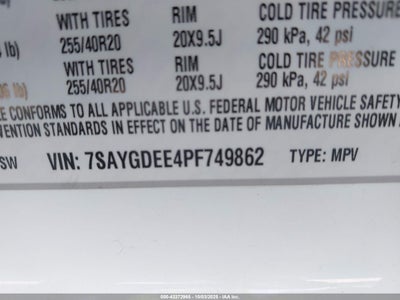 WITH TIRES RIM COLD TIRE PRESSURE
lb) 255/40R20 20X9.5J 290 kPa, 42 psi
WITH TIRES RIM COLD TIRE PRESSURE
lb) 255/40R20 20X9.5J 290 kPa, 42 psi
E CONFORMS TO ALL APPLICABLE U.S. FEDERAL MOTOR VEHICLE SAFETY
VENTION STANDARDS IN EFFECT ON THE DATE OF MANUFACTURE
SW VIN: 7SAYGDEE4PF749862 TYPE: MPV